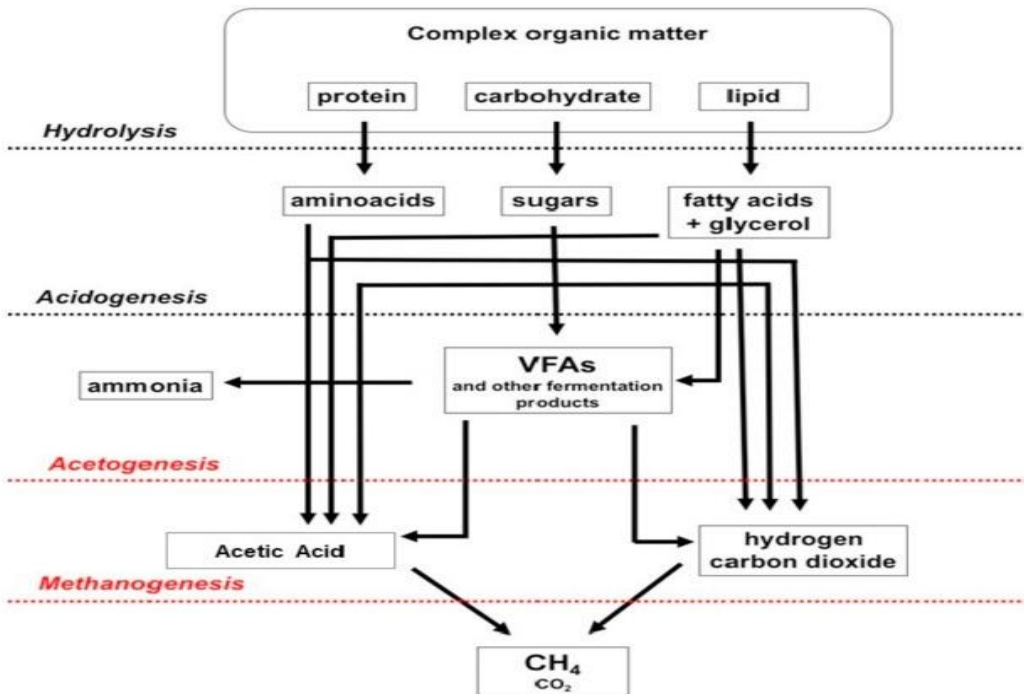 Complex organic matter
protein carbohydrate lipid
Hydrolysis
aminoacids sugars fatty acids
+ glycerol
Acidogenesis
VFAs
and other fermentation
products
ammonia
Acetogenesis
Acetic Acid
hydrogen
carbon dioxide
Methanogenesis
CH₄
CO₂